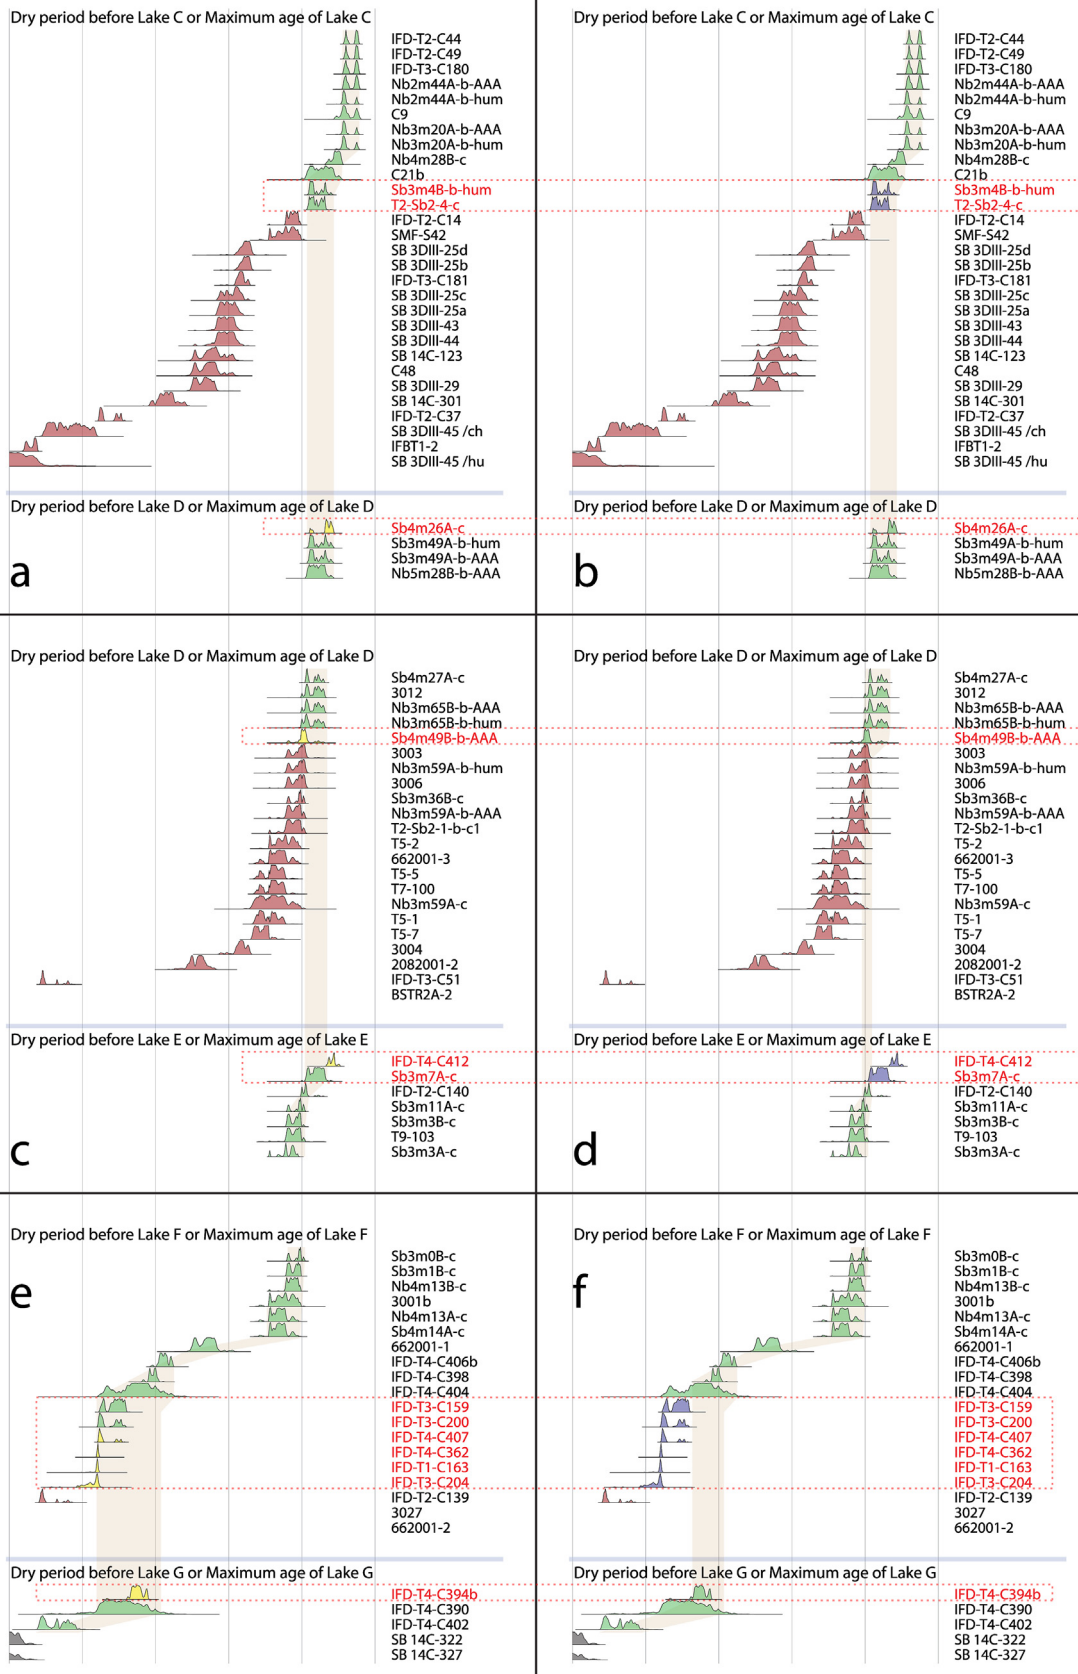 Dry period before Lake C or Maximum age of Lake C
IFD-T2-C44
IFD-T2-C49
IFD-T3-C180
Nb2m44A-b-AAA
Nb2m44A-b-hum
C9
Nb3m20A-b-AAA
Nb3m20A-b-hum
Nb4m28B-c
C21b
Sb3m4B-b-hum
T2-Sb2-4-c
IFD-T2-C14
SMF-S42
SB 3DIII-25d
SB 3DIII-25b
IFD-T3-C181
SB 3DIII-25c
SB 3DIII-25a
SB 3DIII-43
SB 3DIII-44
SB 14C-123
C48
SB 3DIII-29
SB 14C-301
IFD-T2-C37
SB 3DIII-45 /ch
IFBT1-2
SB 3DIII-45 /hu
Dry period before Lake D or Maximum age of Lake D
Sb4m26A-c
Sb3m49A-b-hum
Sb3m49A-b-AAA
Nb5m28B-b-AAA
a
Dry period before Lake C or Maximum age of Lake C
IFD-T2-C44
IFD-T2-C49
IFD-T3-C180
Nb2m44A-b-AAA
Nb2m44A-b-hum
C9
Nb3m20A-b-AAA
Nb3m20A-b-hum
Nb4m28B-c
C21b
Sb3m4B-b-hum
T2-Sb2-4-c
IFD-T2-C14
SMF-S42
SB 3DIII-25d
SB 3DIII-25b
IFD-T3-C181
SB 3DIII-25c
SB 3DIII-25a
SB 3DIII-43
SB 3DIII-44
SB 14C-123
C48
SB 3DIII-29
SB 14C-301
IFD-T2-C37
SB 3DIII-45 /ch
IFBT1-2
SB 3DIII-45 /hu
Dry period before Lake D or Maximum age of Lake D
Sb4m26A-c
Sb3m49A-b-hum
Sb3m49A-b-AAA
Nb5m28B-b-AAA
b
Dry period before Lake D or Maximum age of Lake D
Sb4m27A-c
3012
Nb3m65B-b-AAA
Nb3m65B-b-hum
Sb4m49B-b-AAA
3003
Nb3m59A-b-hum
3006
Sb3m36B-c
Nb3m59A-b-AAA
T2-Sb2-1-b-c1
T5-2
662001-3
T5-5
T7-100
Nb3m59A-c
T5-1
T5-7
3004
2082001-2
IFD-T3-C51
BSTR2A-2
Dry period before Lake E or Maximum age of Lake E
IFD-T4-C412
Sb3m7A-c
IFD-T2-C140
Sb3m11A-c
Sb3m3B-c
T9-103
Sb3m3A-c
c
Dry period before Lake D or Maximum age of Lake D
Sb4m27A-c
3012
Nb3m65B-b-AAA
Nb3m65B-b-hum
Sb4m49B-b-AAA
3003
Nb3m59A-b-hum
3006
Sb3m36B-c
Nb3m59A-b-AAA
T2-Sb2-1-b-c1
T5-2
662001-3
T5-5
T7-100
Nb3m59A-c
T5-1
T5-7
3004
2082001-2
IFD-T3-C51
BSTR2A-2
Dry period before Lake E or Maximum age of Lake E
IFD-T4-C412
Sb3m7A-c
IFD-T2-C140
Sb3m11A-c
Sb3m3B-c
T9-103
Sb3m3A-c
d
Dry period before Lake F or Maximum age of Lake F
Sb3m0B-c
Sb3m1B-c
Nb4m13B-c
3001b
Nb4m13A-c
Sb4m14A-c
662001-1
IFD-T4-C406b
IFD-T4-C398
IFD-T4-C404
IFD-T3-C159
IFD-T3-C200
IFD-T4-C407
IFD-T4-C362
IFD-T1-C163
IFD-T3-C204
IFD-T2-C139
3027
662001-2
e
Dry period before Lake G or Maximum age of Lake G
IFD-T4-C394b
IFD-T4-C390
IFD-T4-C402
SB 14C-322
SB 14C-327
Dry period before Lake F or Maximum age of Lake F
Sb3m0B-c
Sb3m1B-c
Nb4m13B-c
3001b
Nb4m13A-c
Sb4m14A-c
662001-1
IFD-T4-C406b
IFD-T4-C398
IFD-T4-C404
IFD-T3-C159
IFD-T3-C200
IFD-T4-C407
IFD-T4-C362
IFD-T1-C163
IFD-T3-C204
IFD-T2-C139
3027
662001-2
f
Dry period before Lake G or Maximum age of Lake G
IFD-T4-C394b
IFD-T4-C390
IFD-T4-C402
SB 14C-322
SB 14C-327